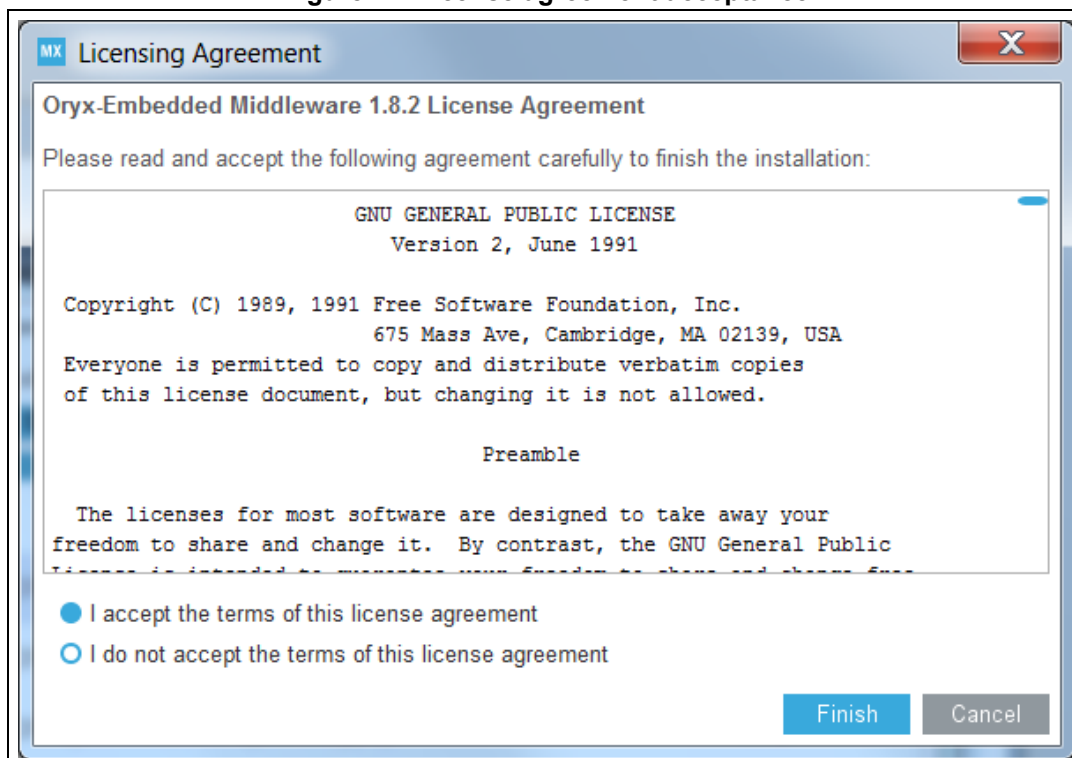 MX Licensing Agreement
Oryx-Embedded Middleware 1.8.2 License Agreement
Please read and accept the following agreement carefully to finish the installation:
GNU GENERAL PUBLIC LICENSE
Version 2, June 1991
Copyright (C) 1989, 1991 Free Software Foundation, Inc.
675 Mass Ave, Cambridge, MA 02139, USA
Everyone is permitted to copy and distribute verbatim copies
of this license document, but changing it is not allowed.
Preamble
The licenses for most software are designed to take away your
freedom to share and change it. By contrast, the GNU General Public
I accept the terms of this license agreement
I do not accept the terms of this license agreement
Finish Cancel